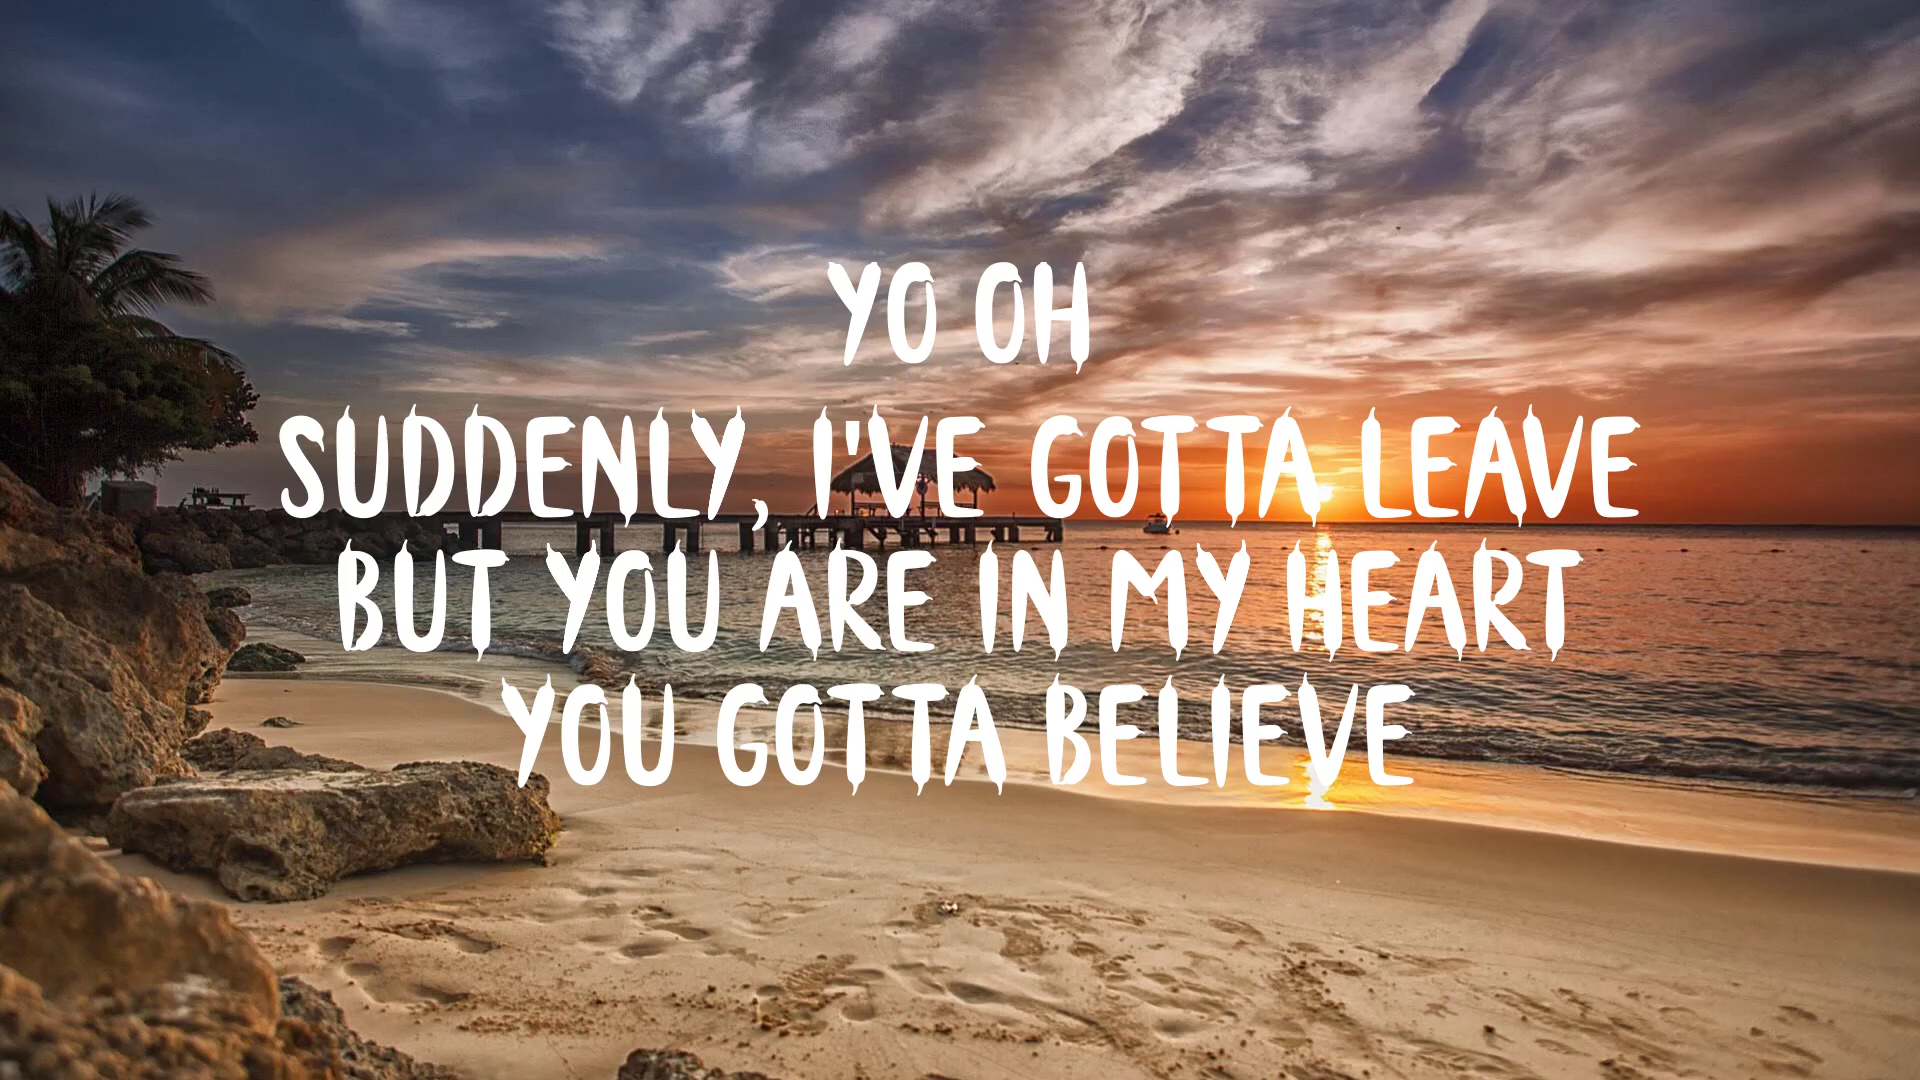 YO OH
SUDDENLY, I'VE GOTTA LEAVE
BUT YOU ARE IN MY HEART
YOU GOTTA BELIEVE